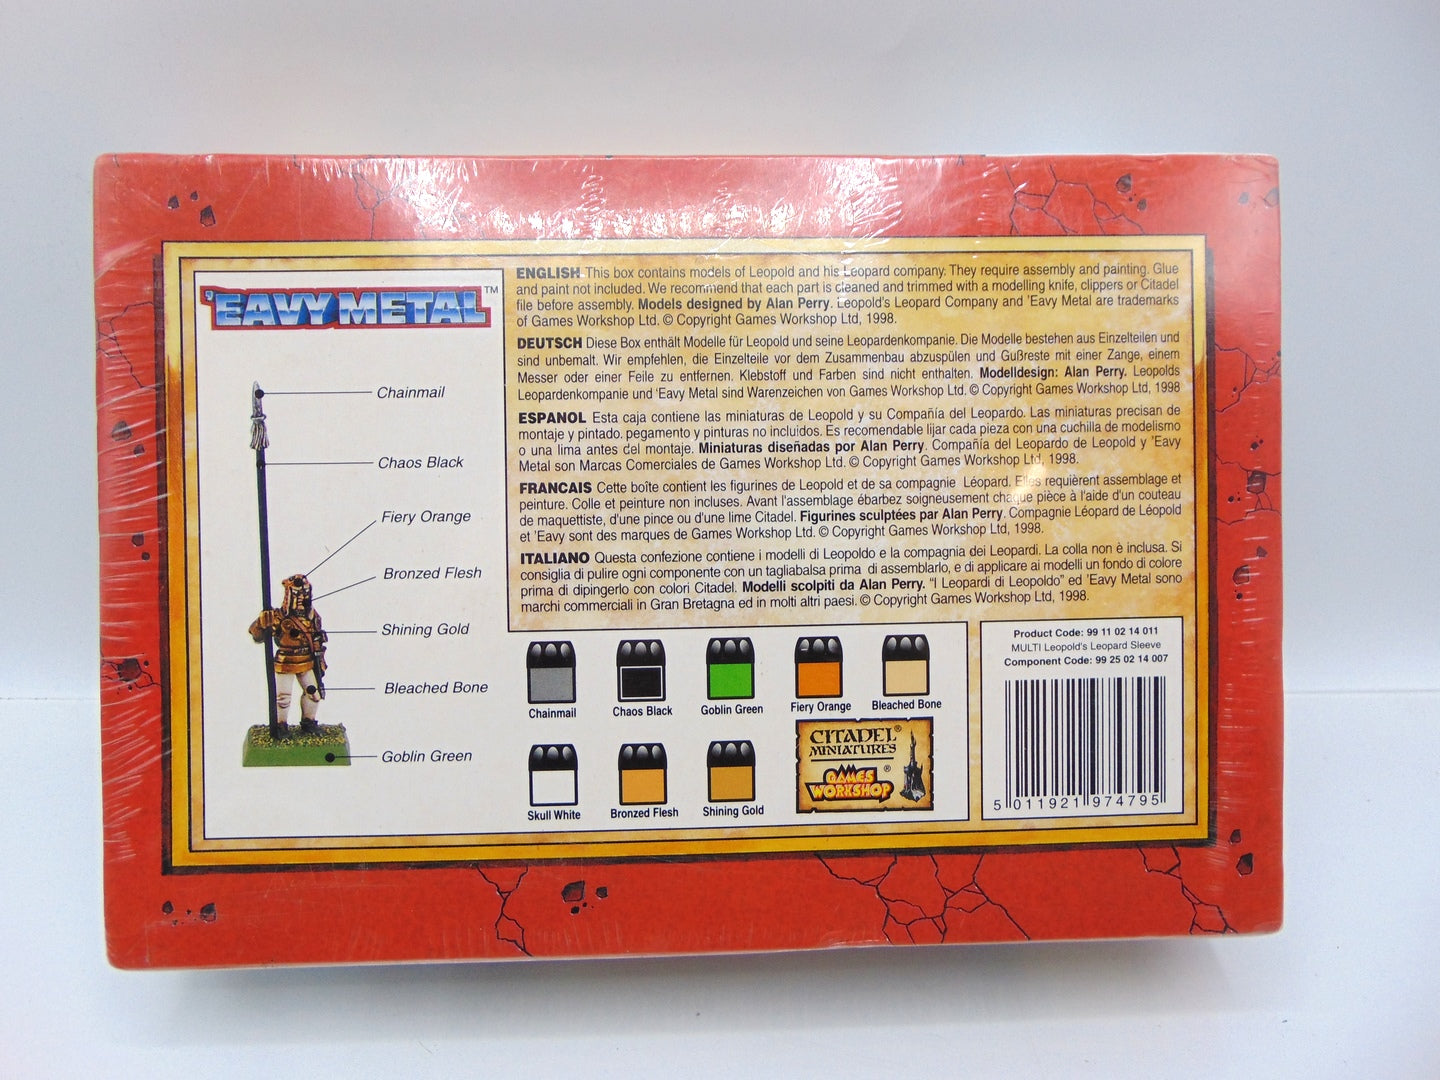 'EAVY METAL™
Chainmail
Chaos Black
Fiery Orange
Bronzed Flesh
Shining Gold
Bleached Bone
Goblin Green
ENGLISH This box contains models of Leopold and his Leopard company. They require assembly and painting. Glue
and paint not included. We recommend that each part is cleaned and trimmed with a modelling knife, clippers or Citadel
file before assembly. Models designed by Alan Perry. Leopold's Leopard Company and 'Eavy Metal are trademarks
of Games Workshop Ltd. © Copyright Games Workshop Ltd, 1998.
DEUTSCH Diese Box enthält Modelle für Leopold und seine Leopardenkompanie. Die Modelle bestehen aus Einzelteilen und
sind unbemalt. Wir empfehlen, die Einzelteile vor dem Zusammenbau abzuspülen und Gußreste mit einer Zange, einem
Messer oder einer Feile zu entfernen. Klebstoff und Farben sind nicht enthalten. Modelldesign: Alan Perry. Leopolds
Leopardenkompanie und 'Eavy Metal sind Warenzeichen von Games Workshop Ltd. © Copyright Games Workshop Ltd, 1998
ESPANOL Esta caja contiene las miniaturas de Leopold y su Compañía del Leopardo. Las miniaturas precisan de
montaje y pintado. pegamento y pinturas no incluidos. Es recomendable lijar cada pieza con una cuchilla de modelismo
o una lima antes del montaje. Miniaturas diseñadas por Alan Perry. Compañía del Leopardo de Leopold y 'Eavy
Metal son Marcas Comerciales de Games Workshop Ltd. © Copyright Games Workshop Ltd, 1998.
FRANCAIS Cette boîte contient les figurines de Leopold et de sa compagnie Léopard. Elles requièrent assemblage et
peinture. Colle et peinture non incluses. Avant l'assemblage ébarbez soigneusement chaque pièce à l'aide d'un couteau
de maquettiste, d'une pince ou d'une lime Citadel. Figurines sculptées par Alan Perry. Compagnie Léopard de Léopold
et 'Eavy sont des marques de Games Workshop Ltd. © Copyright Games Workshop Ltd, 1998.
ITALIANO Questa confezione contiene i modelli di Leopoldo e la compagnia dei Leopardi. La colla non è inclusa. Si
consiglia di pulire ogni componente con un tagliabalsa prima di assemblarlo, e di applicare ai modelli un fondo di colore
prima di dipingerlo con colori Citadel. Modelli scolpiti da Alan Perry. "I Leopardi di Leopoldo" ed 'Eavy Metal sono
marchi commerciali in Gran Bretagna ed in molti altri paesi. © Copyright Games Workshop Ltd, 1998.
Chainmail
Chaos Black
Goblin Green
Fiery Orange
Bleached Bone
Skull White
Bronzed Flesh
Shining Gold
CITADEL®
MINIATURES
GAMES ®
WORKSHOP
Product Code: 99 11 02 14 011
MULTI Leopold's Leopard Sleeve
Component Code: 99 25 02 14 007
5 011921 974795